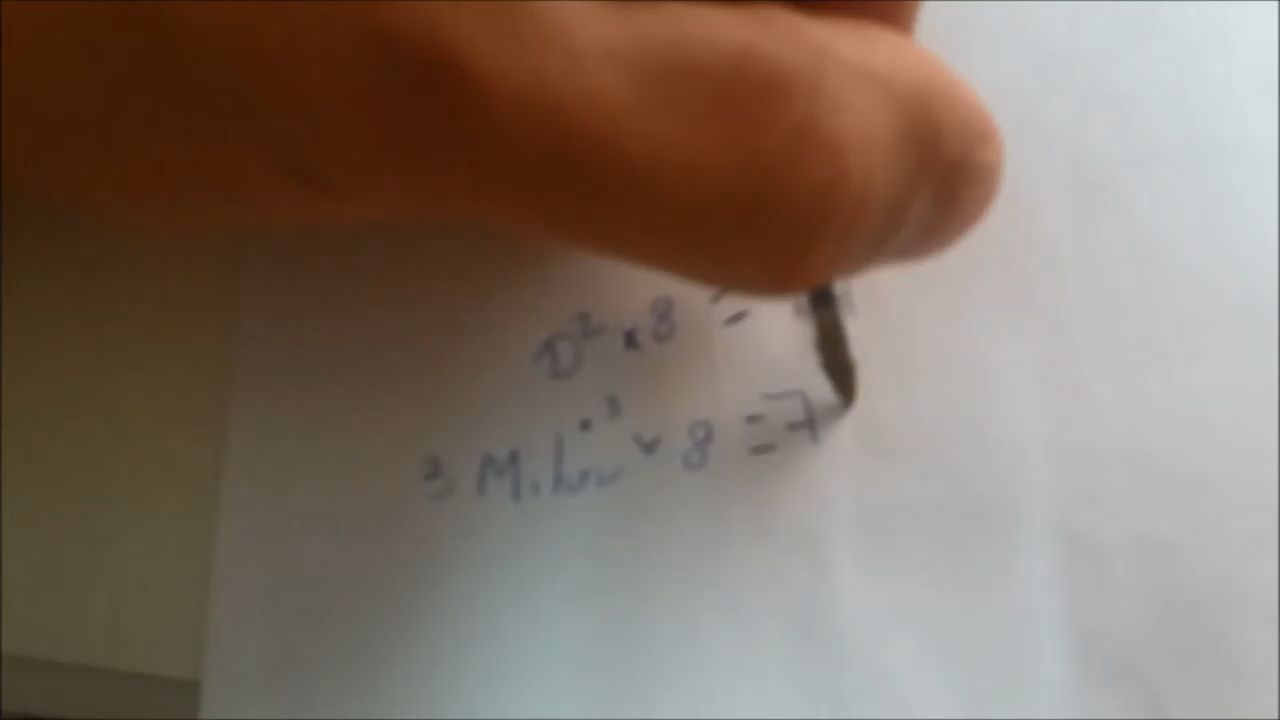 D² x 8 =
3 x 8 = 7